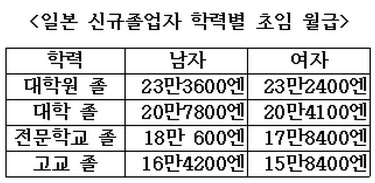 <일본 신규졸업자 학력별 초임 월급>
학력 남자 여자
대학원 졸 23만3600엔 23만2400엔
대학 졸 20만7800엔 20만4100엔
전문학교 졸 18만 600엔 17만8400엔
고교 졸 16만4200엔 15만8400엔